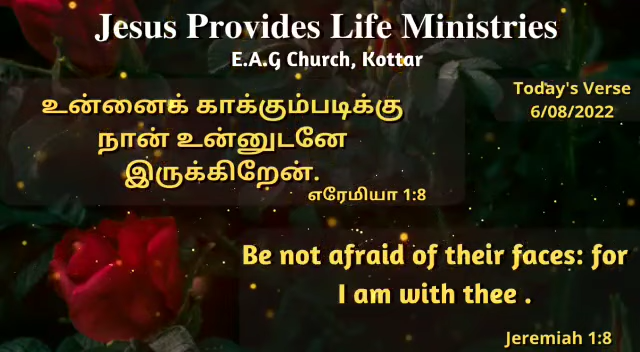 Jesus Provides Life Ministries
E.A.G Church, Kottar
Today's Verse
6/08/2022
உன்னைக் காக்கும்படிக்கு
நான் உன்னுடனே
இருக்கிறேன்.
எரேமியா 1:8
Be not afraid of their faces: for
I am with thee .
Jeremiah 1:8